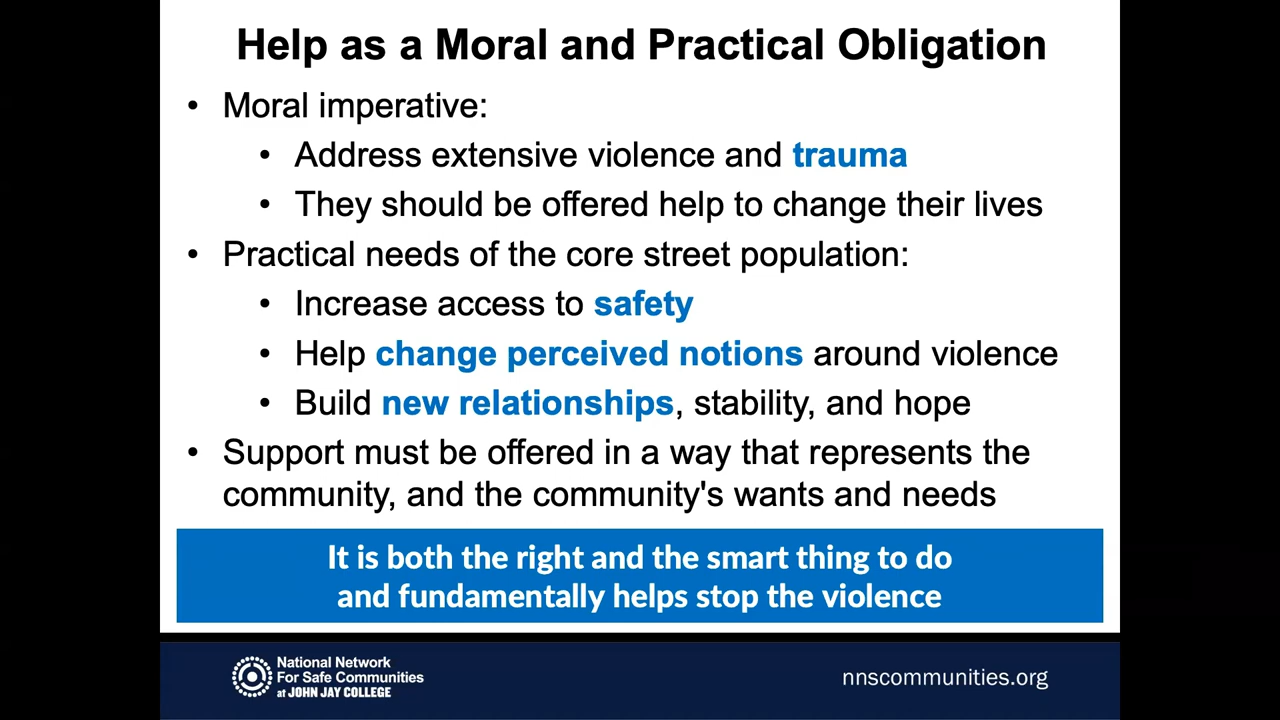 Help as a Moral and Practical Obligation
• Moral imperative:
• Address extensive violence and trauma
• They should be offered help to change their lives
• Practical needs of the core street population:
• Increase access to safety
• Help change perceived notions around violence
• Build new relationships, stability, and hope
• Support must be offered in a way that represents the
community, and the community's wants and needs
It is both the right and the smart thing to do
and fundamentally helps stop the violence
National Network
For Safe Communities
at JOHN JAY COLLEGE
nnscommunities.org